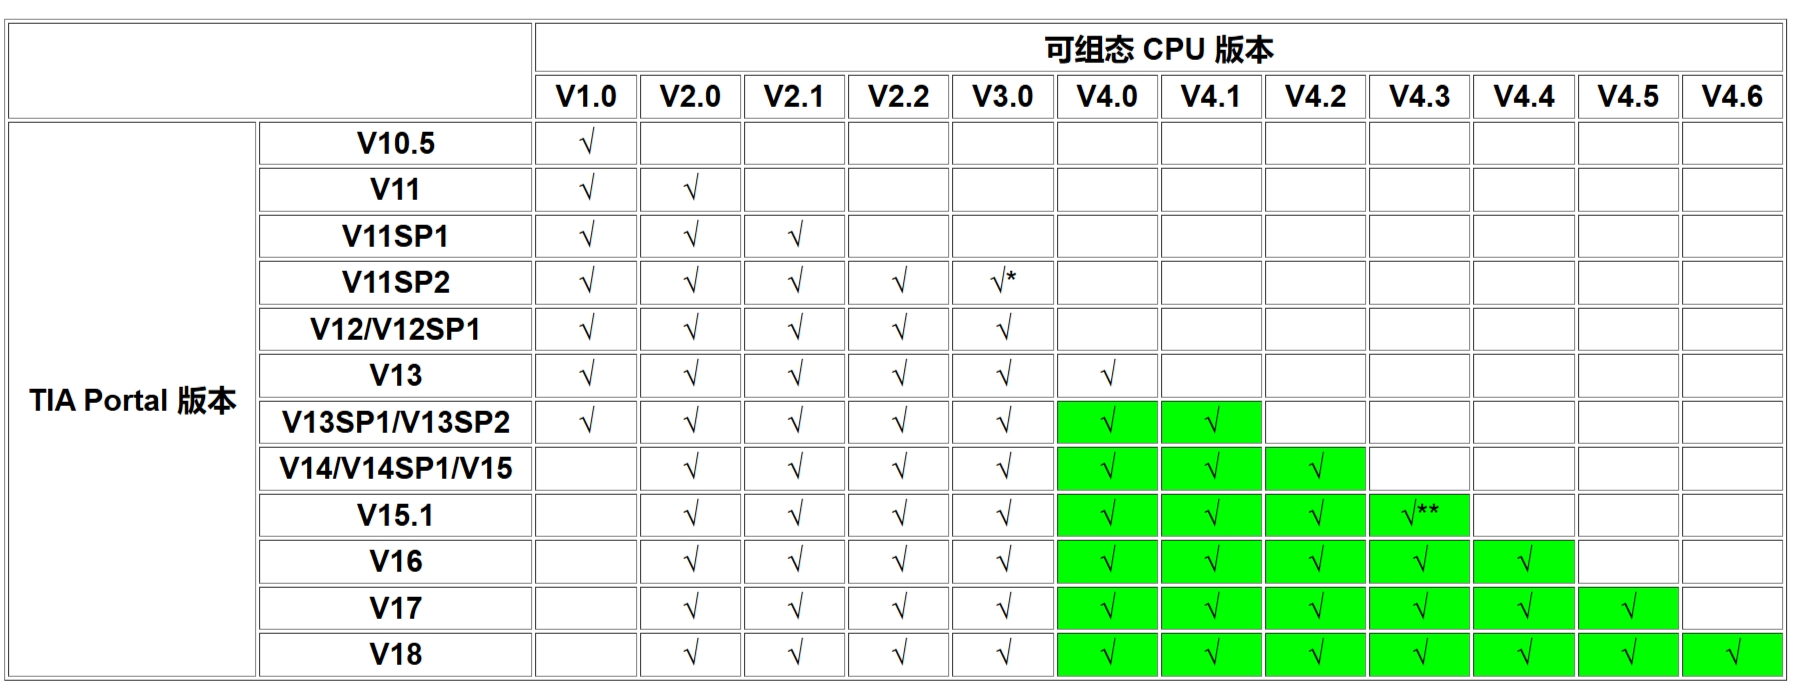 可组态 CPU 版本
V1.0 V2.0 V2.1 V2.2 V3.0 V4.0 V4.1 V4.2 V4.3 V4.4 V4.5 V4.6
TIA Portal 版本
V10.5 √
V11 √ √
V11SP1 √ √ √
V11SP2 √ √ √ √ √*
V12/V12SP1 √ √ √ √ √
V13 √ √ √ √ √ √
V13SP1/V13SP2 √ √ √ √ √ √ √
V14/V14SP1/V15 √ √ √ √ √ √ √
V15.1 √ √ √ √ √ √ √ √**
V16 √ √ √ √ √ √ √ √ √
V17 √ √ √ √ √ √ √ √ √ √
V18 √ √ √ √ √ √ √ √ √ √ √